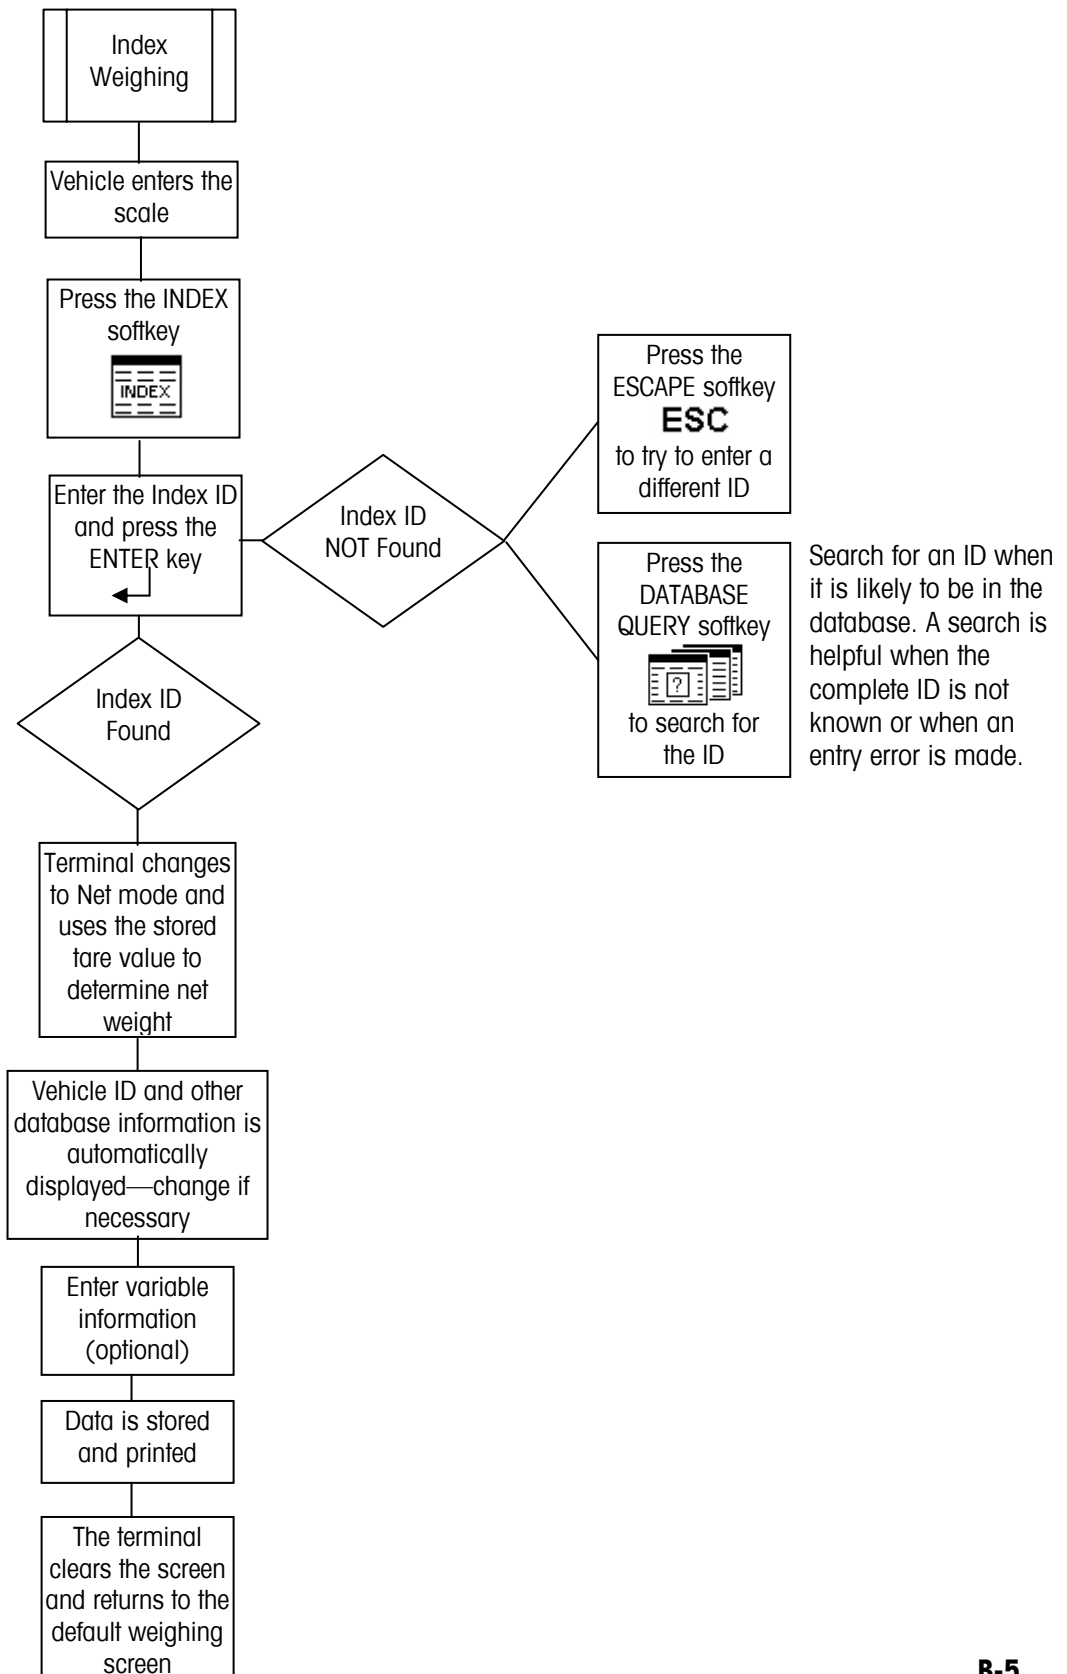 Index
Weighing
Vehicle enters the
scale
Press the INDEX
softkey
INDEX
Enter the Index ID
and press the
ENTER key
Index ID
NOT Found
Press the
ESCAPE softkey
ESC
to try to enter a
different ID
Press the
DATABASE
QUERY softkey
?
to search for
the ID
Search for an ID when
it is likely to be in the
database. A search is
helpful when the
complete ID is not
known or when an
entry error is made.
Index ID
Found
Terminal changes
to Net mode and
uses the stored
tare value to
determine net
weight
Vehicle ID and other
database information is
automatically
displayed—change if
necessary
Enter variable
information
(optional)
Data is stored
and printed
The terminal
clears the screen
and returns to the
default weighing
screen
B-5